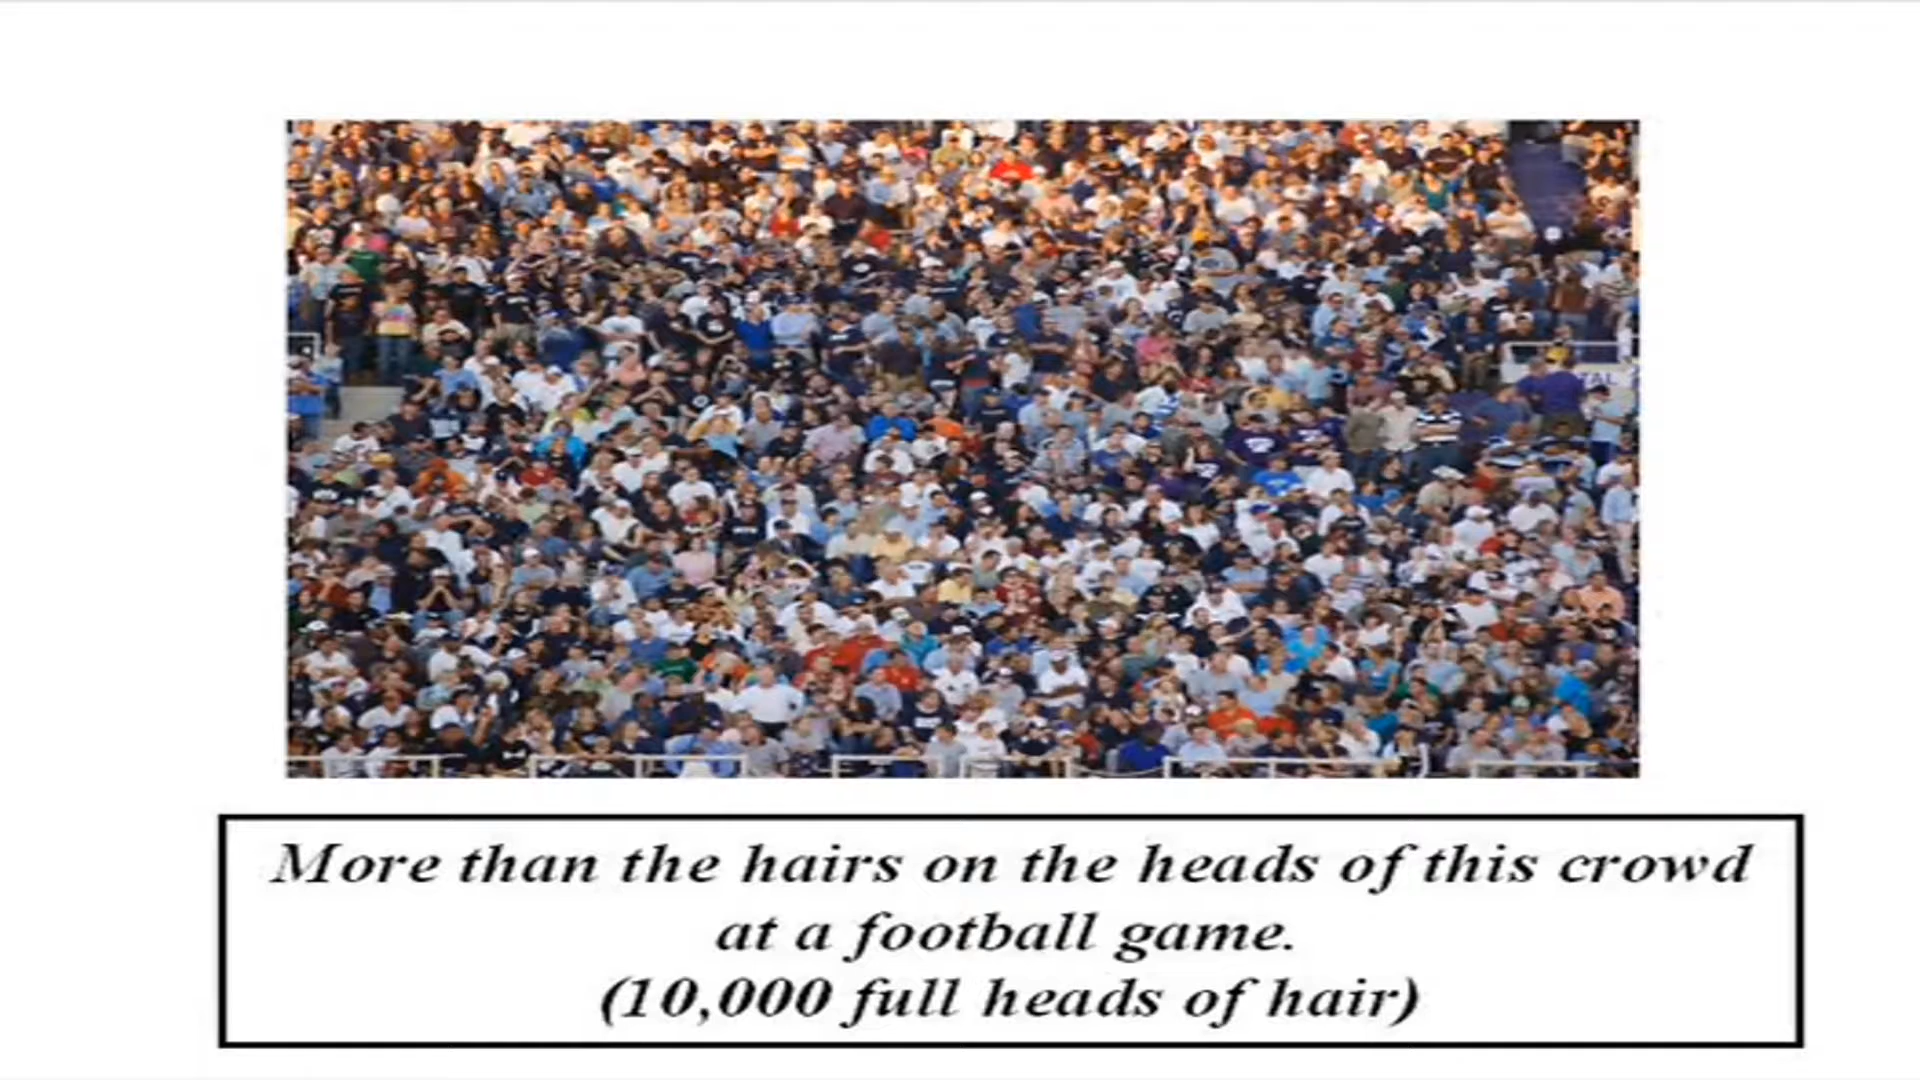 More than the hairs on the heads of this crowd
at a football game.
(10,000 full heads of hair)